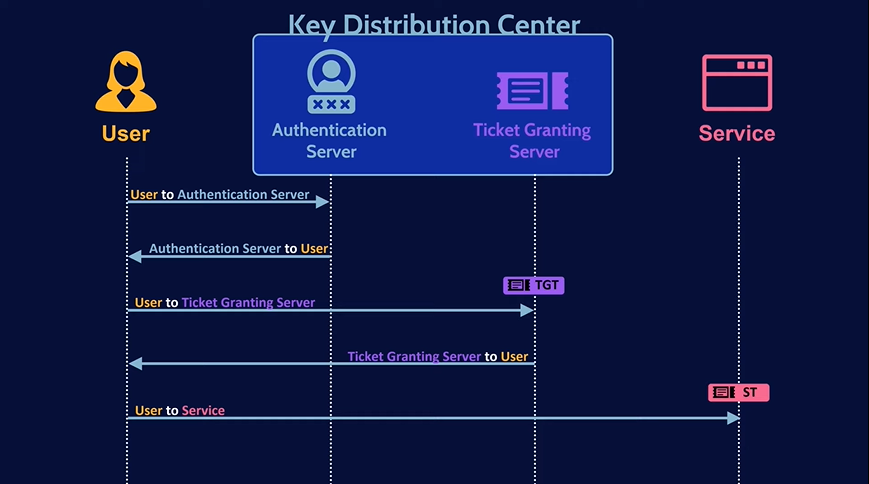 Key Distribution Center
User
×××
Authentication
Server
Ticket Granting
Server
Service
User to Authentication Server
Authentication Server to User
TGT
User to Ticket Granting Server
Ticket Granting Server to User
ST
User to Service